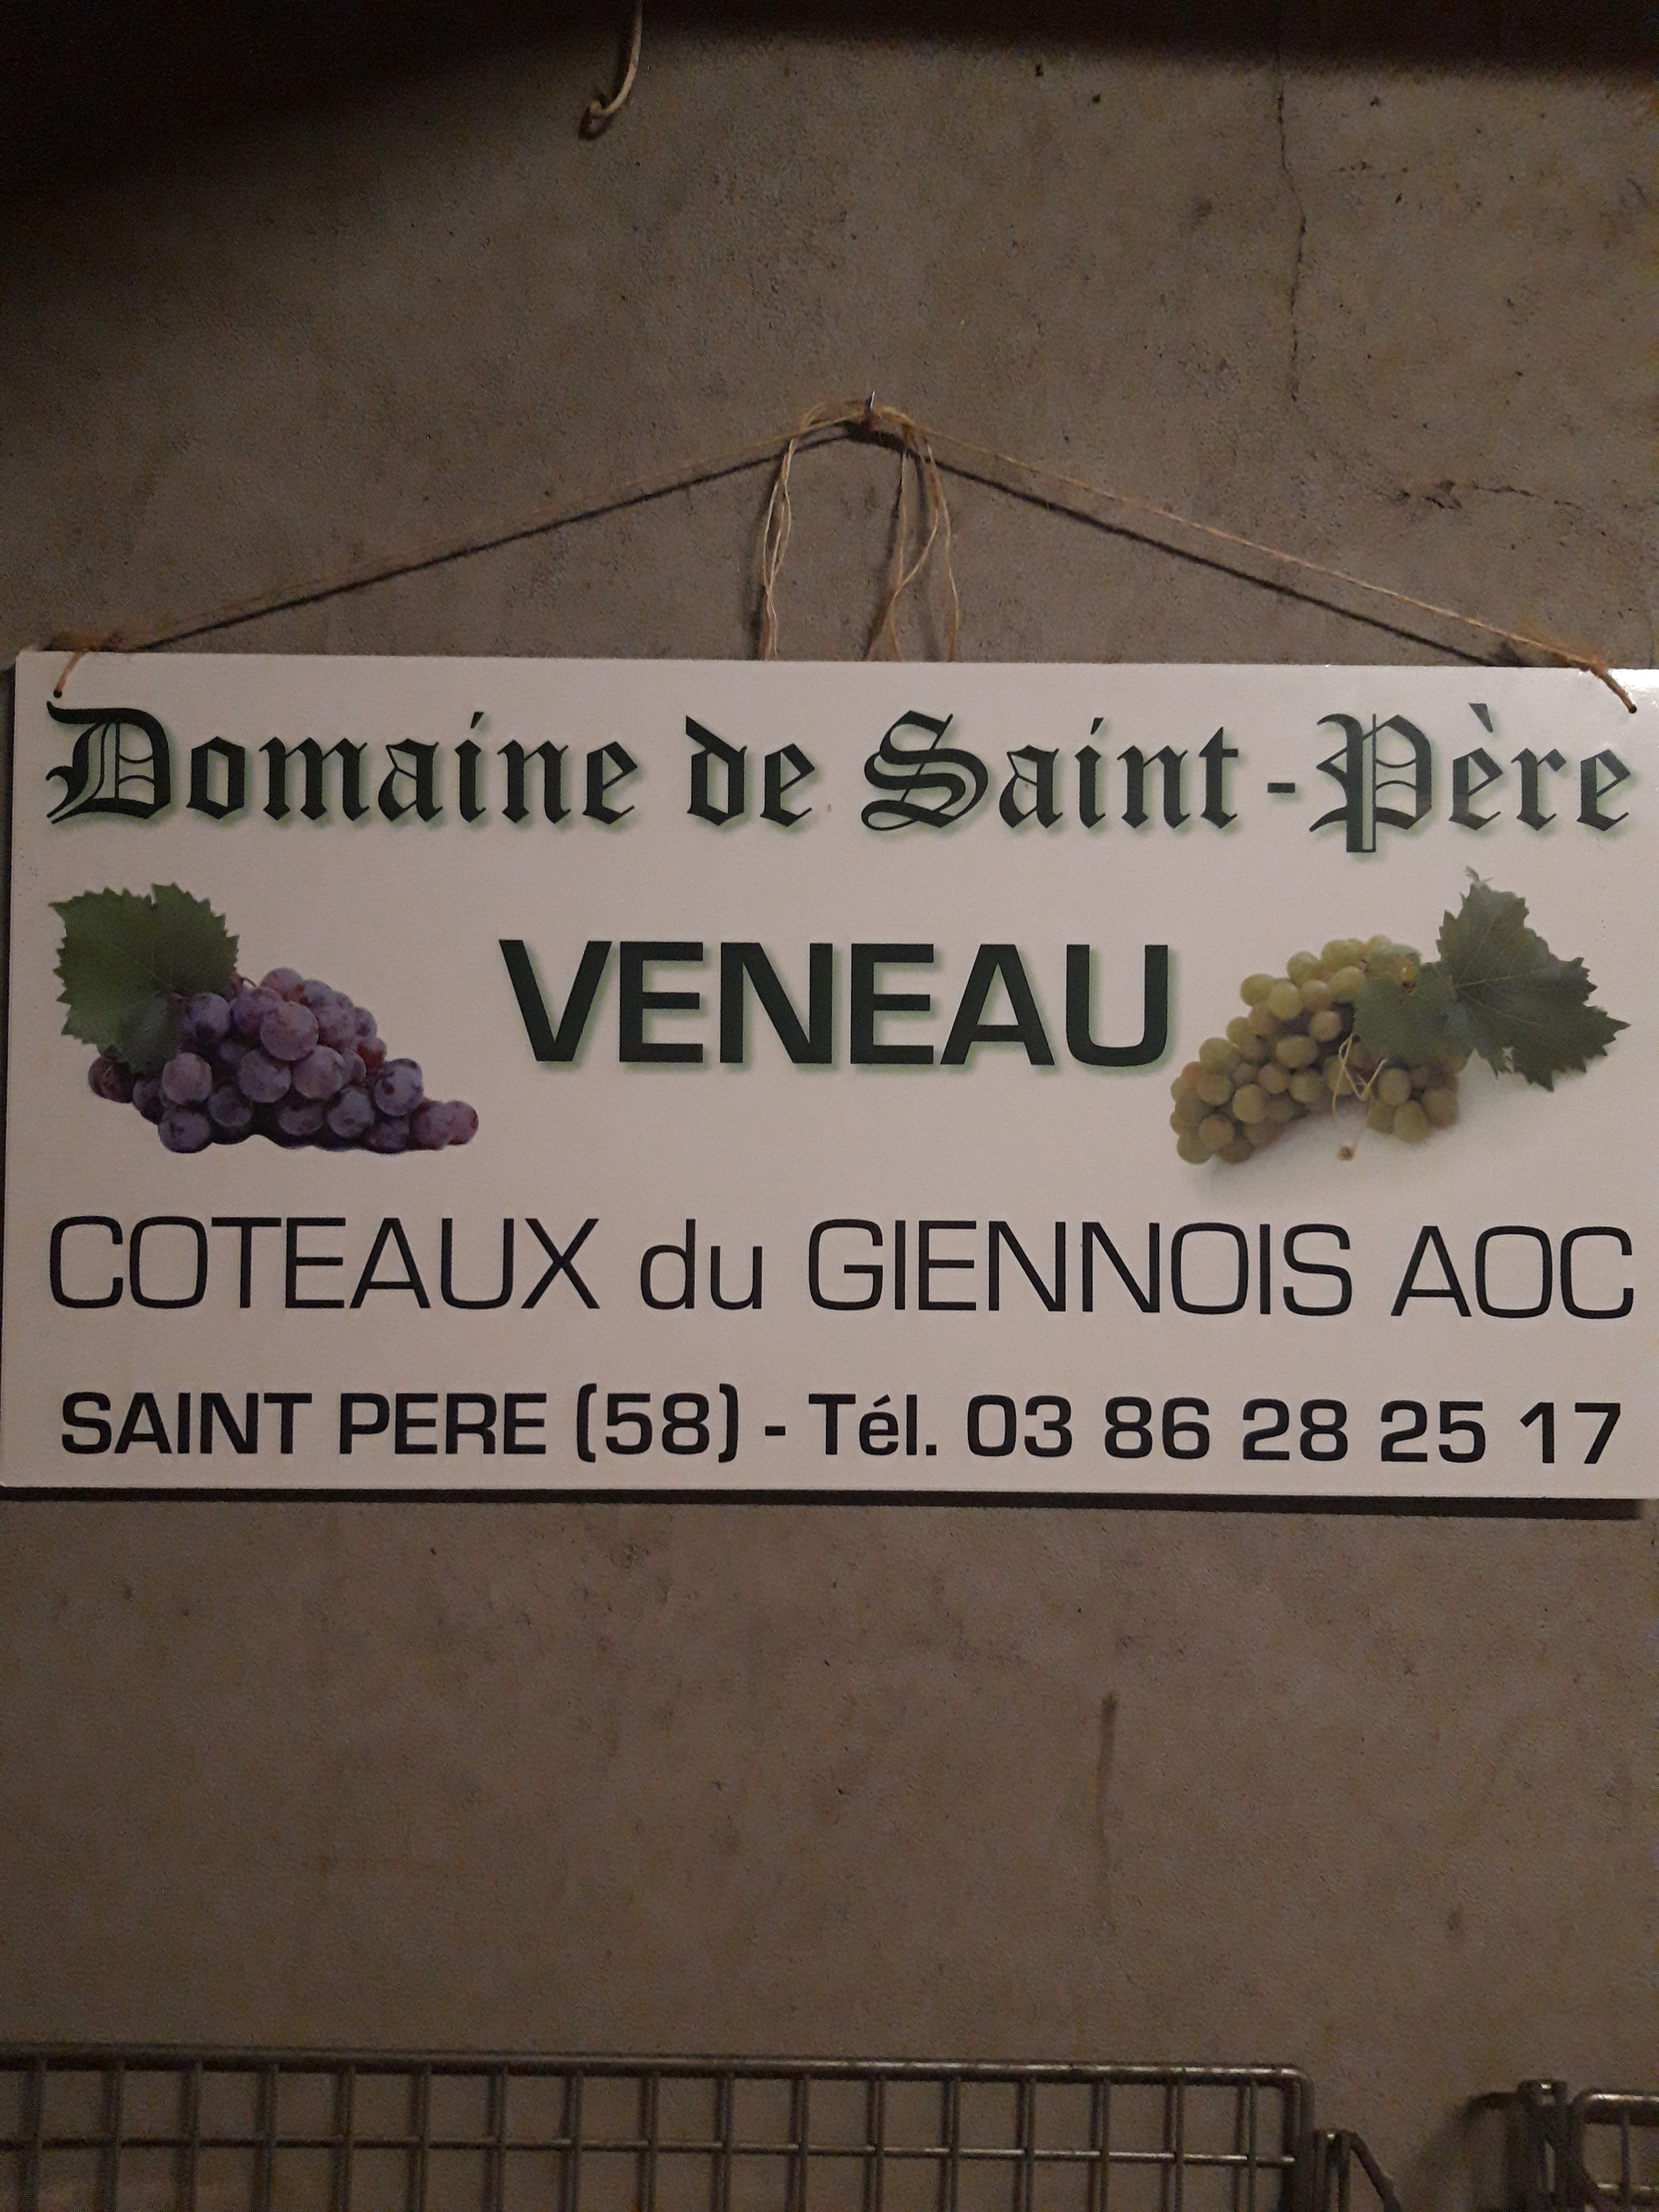 Domaine de Saint-Père
VENEAU
COTEAUX du GIENNOIS AOC
SAINT PERE (58) - Tél. 03 86 28 25 17